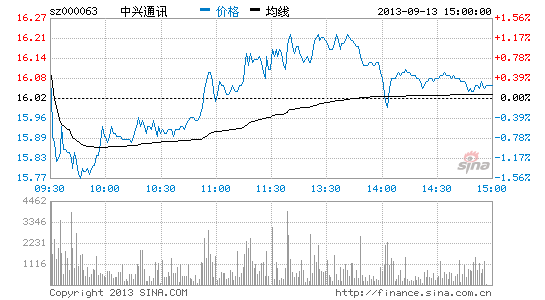 sz000063 中兴通讯 价格 均线 2013-09-13 15:00:00
16.27 1.56%
16.21 1.17%
16.14 0.78%
16.08 0.39%
16.02 0.00%
15.96 0.39%
15.89 0.78%
15.83 1.17%
15.77 1.56%
09:30 10:00 10:30 11:00 11:30 13:30 14:00 14:30 15:00
sina
新浪财经
4462
3346
2231
1116
Copyright 2013 SINA.COM http://finance.sina.com.cn